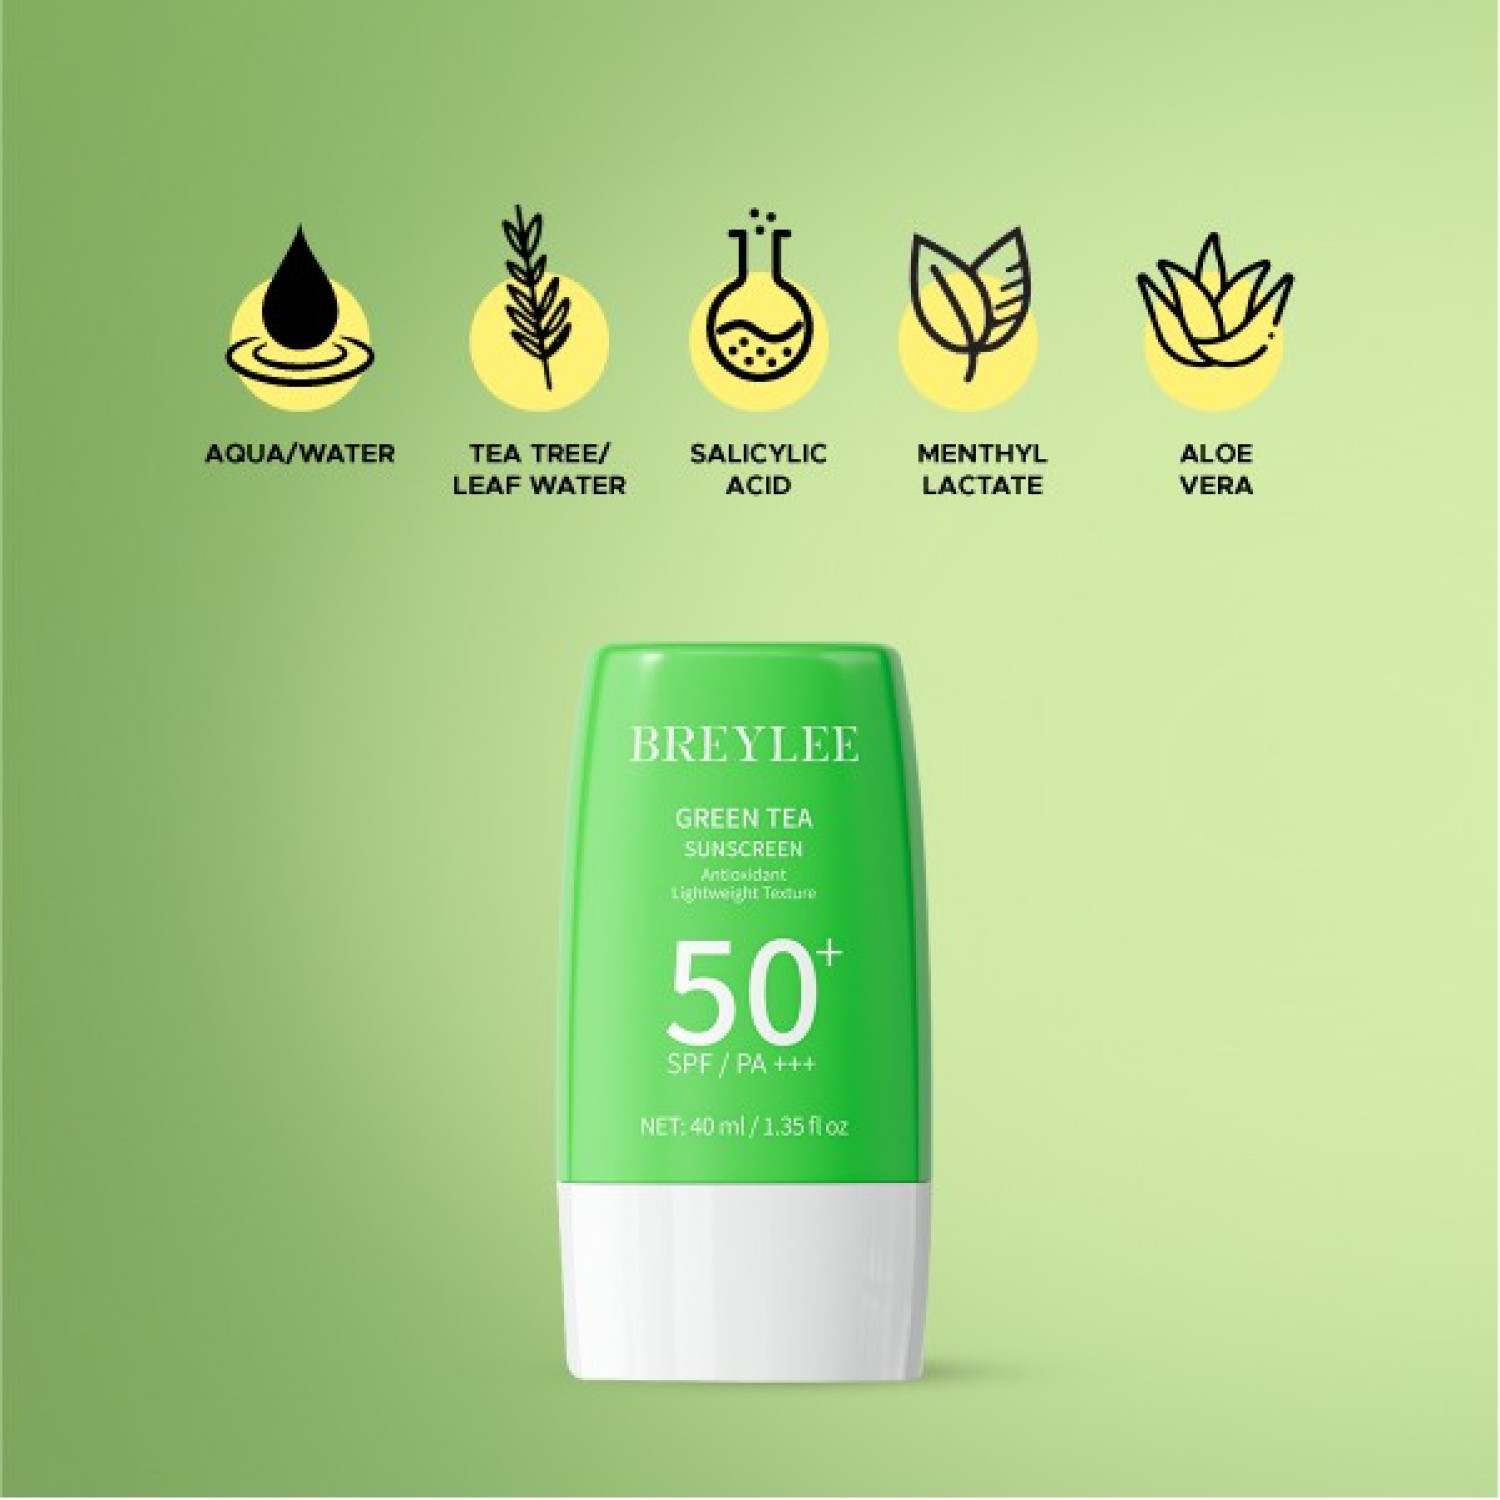 AQUA/WATER
TEA TREE/
LEAF WATER
SALICYLIC
ACID
MENTHYL
LACTATE
ALOE
VERA
BREYLEE
GREEN TEA
SUNSCREEN
Antioxidant
Lightweight Texture
50+
SPF / PA +++
NET: 40 ml / 1.35 fl oz